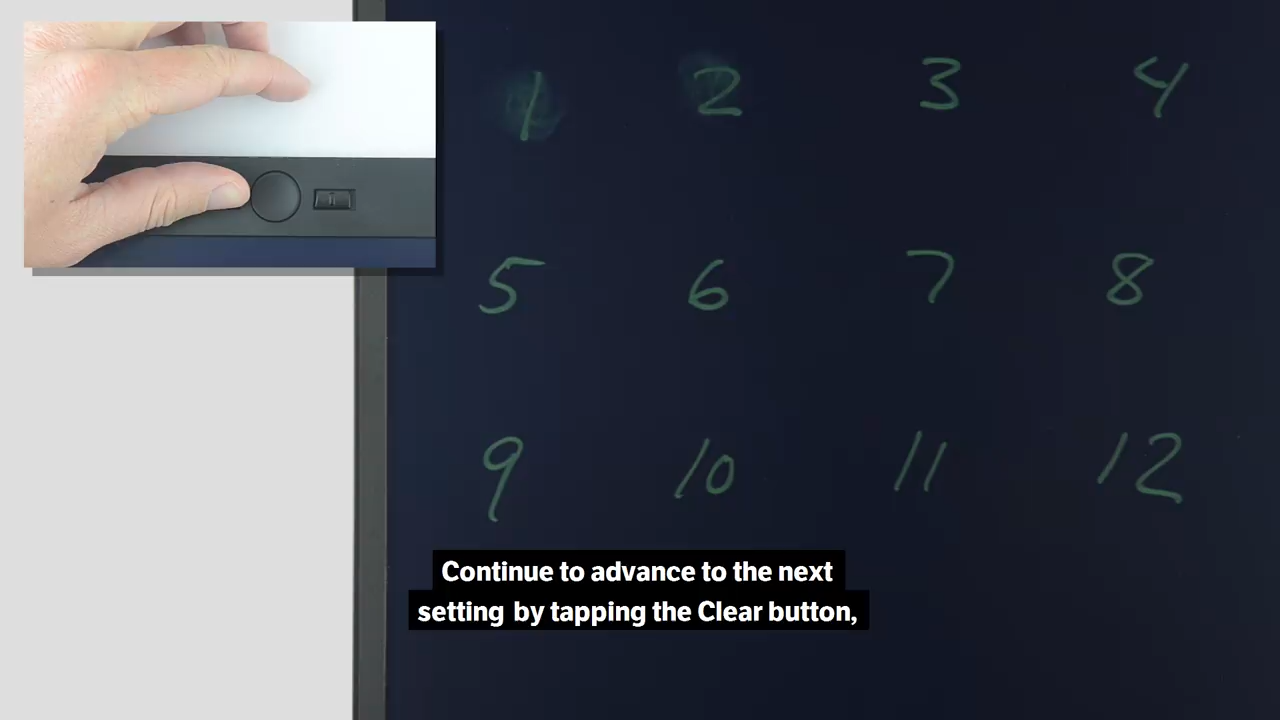 1 2 3 4
5 6 7 8
9 10 11 12
Continue to advance to the next
setting by tapping the Clear button,